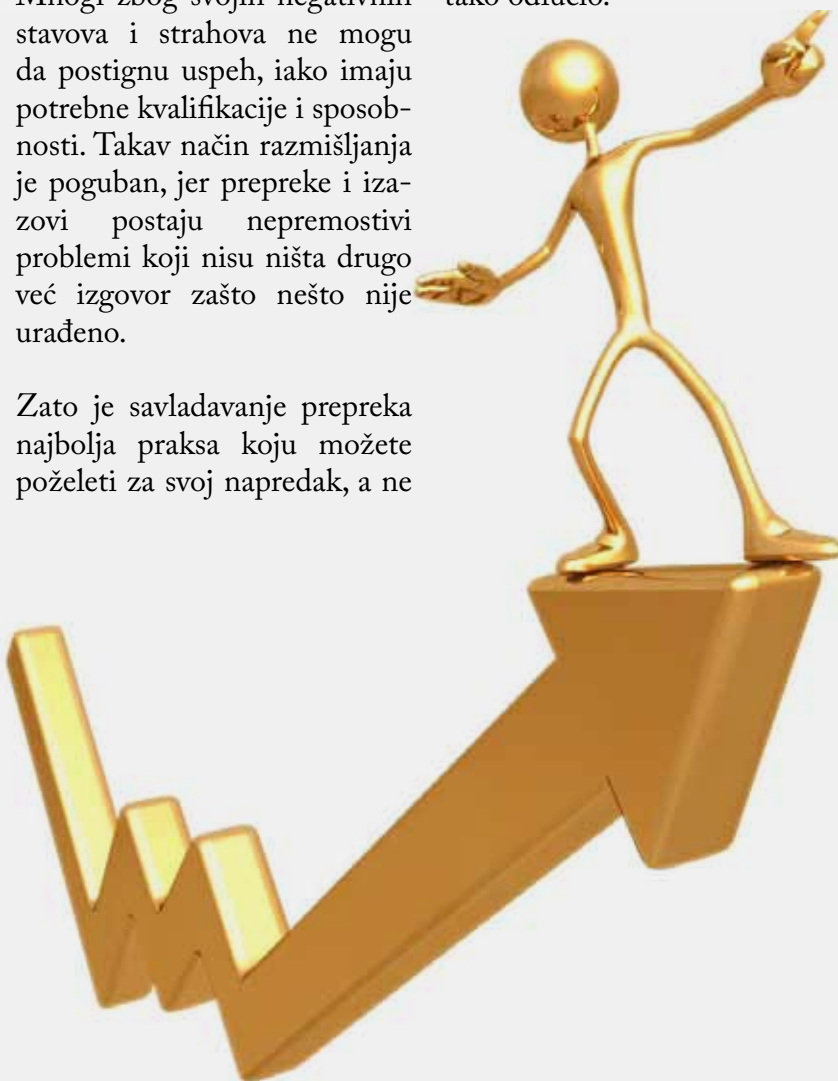 Mnogi zbog svojih negativnih
stavova i strahova ne mogu
da postignu uspeh, iako imaju
potrebne kvalifikacije i sposob-
nosti. Takav način razmišljanja
je poguban, jer prepreke i iza-
zovi postaju nepremostivi
problemi koji nisu ništa drugo
već izgovor zašto nešto nije
urađeno.
Zato je savladavanje prepreka
najbolja praksa koju možete
poželeti za svoj napredak, a ne
tako odlučio.